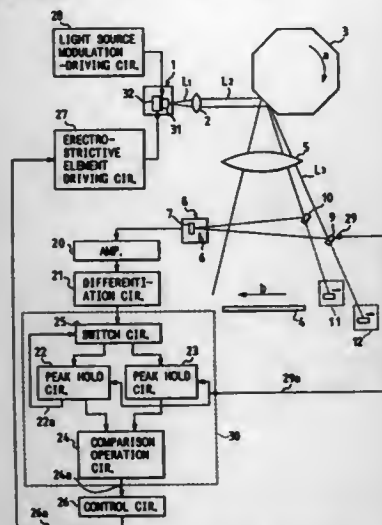 28
LIGHT SOURCE
MODULATION
-DRIVING CIR.
1
32
31
L1
L2
2
3
a
27
ERECTRO-
STRICTIVE
ELEMENT
DRIVING CIR.
5
L3
10
9
29
8
7
6
20
AMP.
21
DIFFERENTI-
ATION CIR.
b
4
11
12
25
SWITCH CIR.
22
PEAK HOLD
CIR.
23
PEAK HOLD
CIR.
22a
29a
24
COMPARISON
OPERATION
CIR.
30
24a
26
CONTROL CIR.
26a